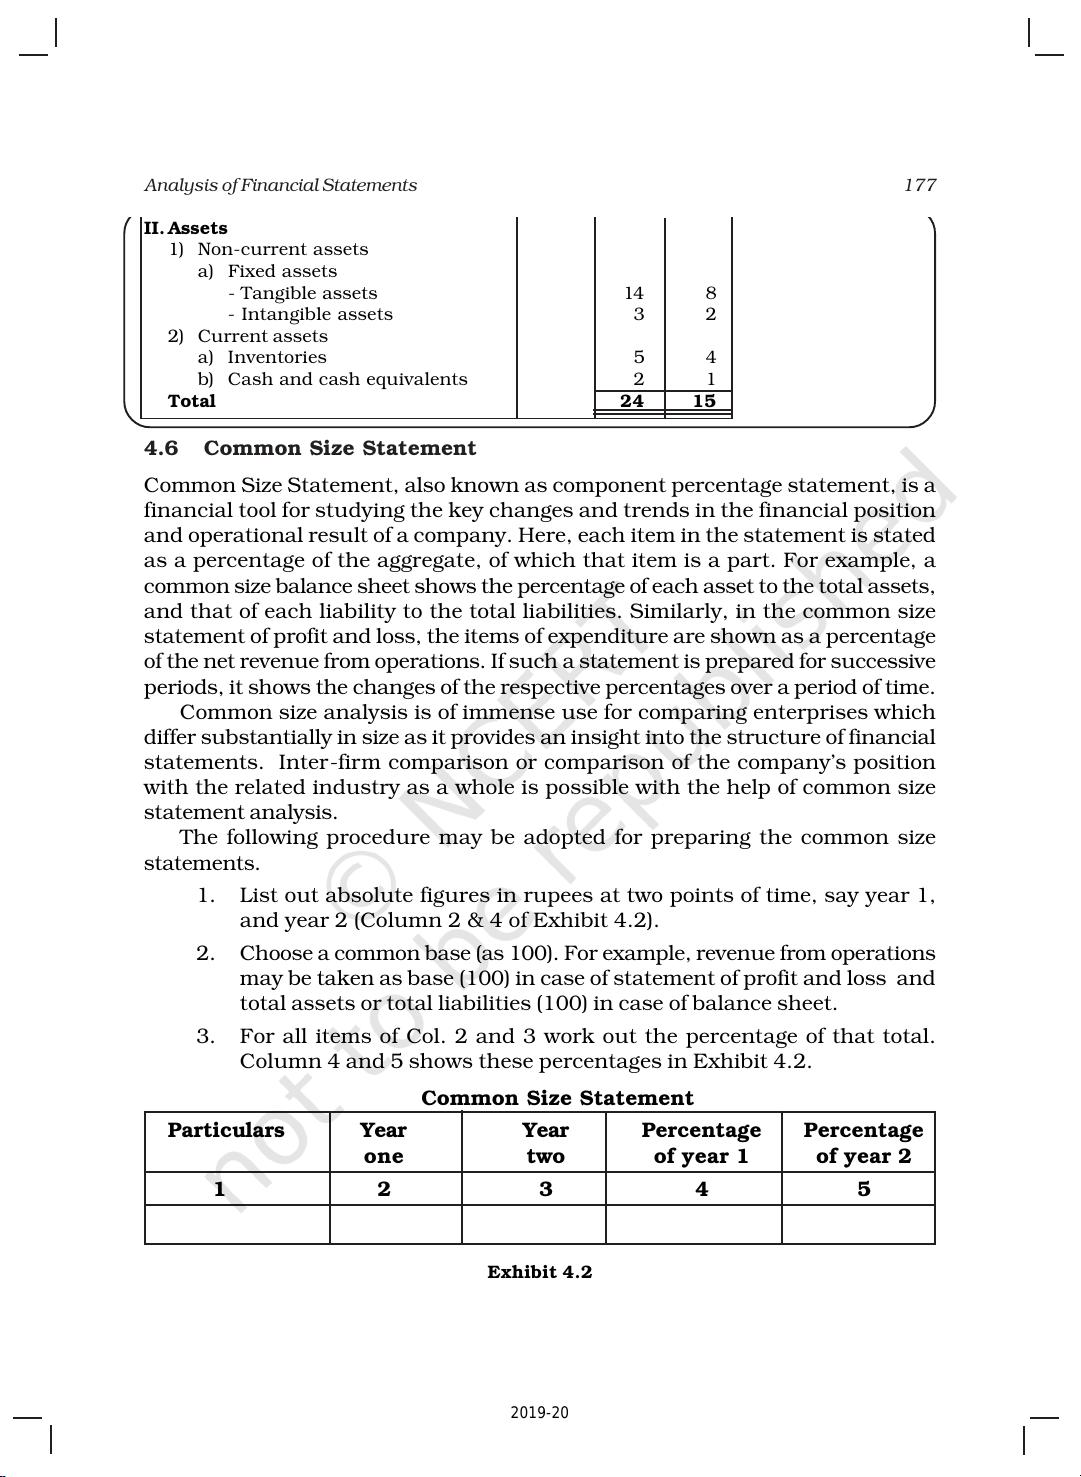 Analysis of Financial Statements 177
II. Assets
1) Non-current assets
a) Fixed assets
- Tangible assets 14 8
- Intangible assets 3 2
2) Current assets
a) Inventories 5 4
b) Cash and cash equivalents 2 1
Total 24 15
4.6 Common Size Statement
Common Size Statement, also known as component percentage statement, is a
financial tool for studying the key changes and trends in the financial position
and operational result of a company. Here, each item in the statement is stated
as a percentage of the aggregate, of which that item is a part. For example, a
common size balance sheet shows the percentage of each asset to the total assets,
and that of each liability to the total liabilities. Similarly, in the common size
statement of profit and loss, the items of expenditure are shown as a percentage
of the net revenue from operations. If such a statement is prepared for successive
periods, it shows the changes of the respective percentages over a period of time.
Common size analysis is of immense use for comparing enterprises which
differ substantially in size as it provides an insight into the structure of financial
statements. Inter-firm comparison or comparison of the company's position
with the related industry as a whole is possible with the help of common size
statement analysis.
The following procedure may be adopted for preparing the common size
statements.
1. List out absolute figures in rupees at two points of time, say year 1,
and year 2 (Column 2 & 4 of Exhibit 4.2).
2. Choose a common base (as 100). For example, revenue from operations
may be taken as base (100) in case of statement of profit and loss and
total assets or total liabilities (100) in case of balance sheet.
3. For all items of Col. 2 and 3 work out the percentage of that total.
Column 4 and 5 shows these percentages in Exhibit 4.2.
Common Size Statement
Particulars Year Year Percentage Percentage
one two of year 1 of year 2
1 2 3 4 5
Exhibit 4.2
2019-20
© NCERT
not to be republished